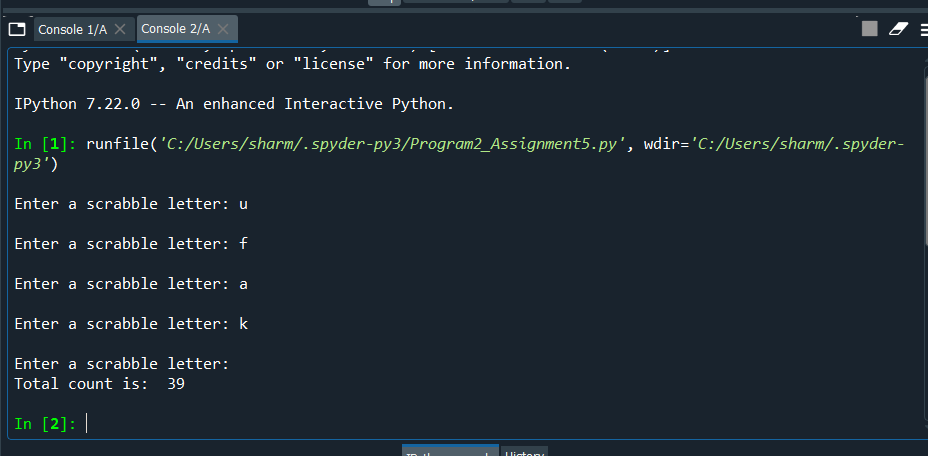 Console 1/A
Console 2/A
Type "copyright", "credits" or "license" for more information.
IPython 7.22.0 -- An enhanced Interactive Python.
In [1]: runfile('C:/Users/sharm/.spyder-py3/Program2_Assignment5.py', wdir='C:/Users/sharm/.spyder-
py3')
Enter a scrabble letter: u
Enter a scrabble letter: f
Enter a scrabble letter: a
Enter a scrabble letter: k
Enter a scrabble letter:
Total count is:  39
In [2]:
History